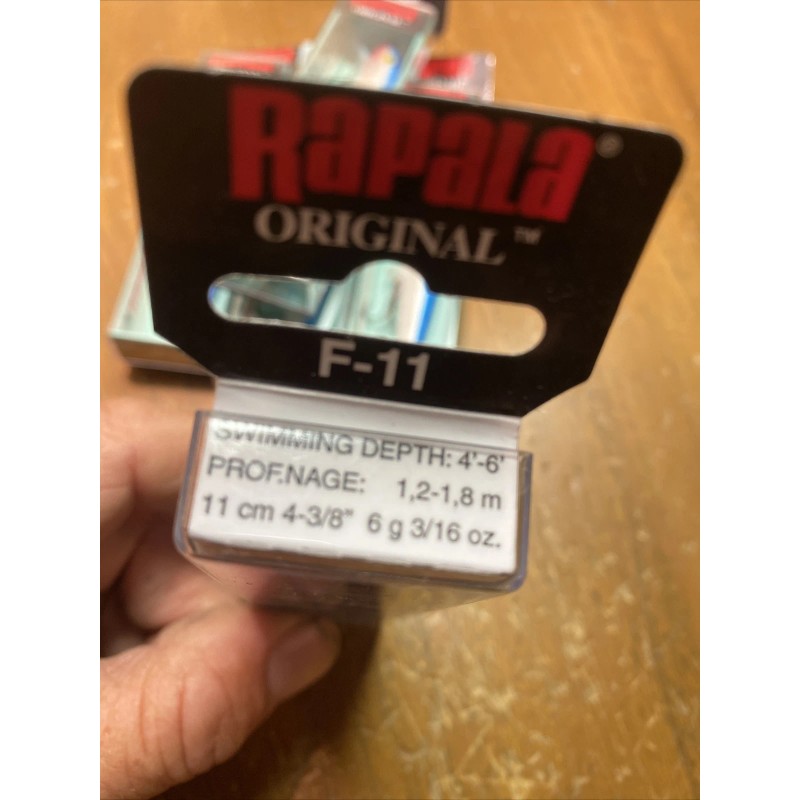 RAPALA®
ORIGINAL™
F-11
SWIMMING DEPTH: 4'-6'
PROF.NAGE: 1,2-1,8 m
11 cm 4-3/8" 6 g 3/16 oz.